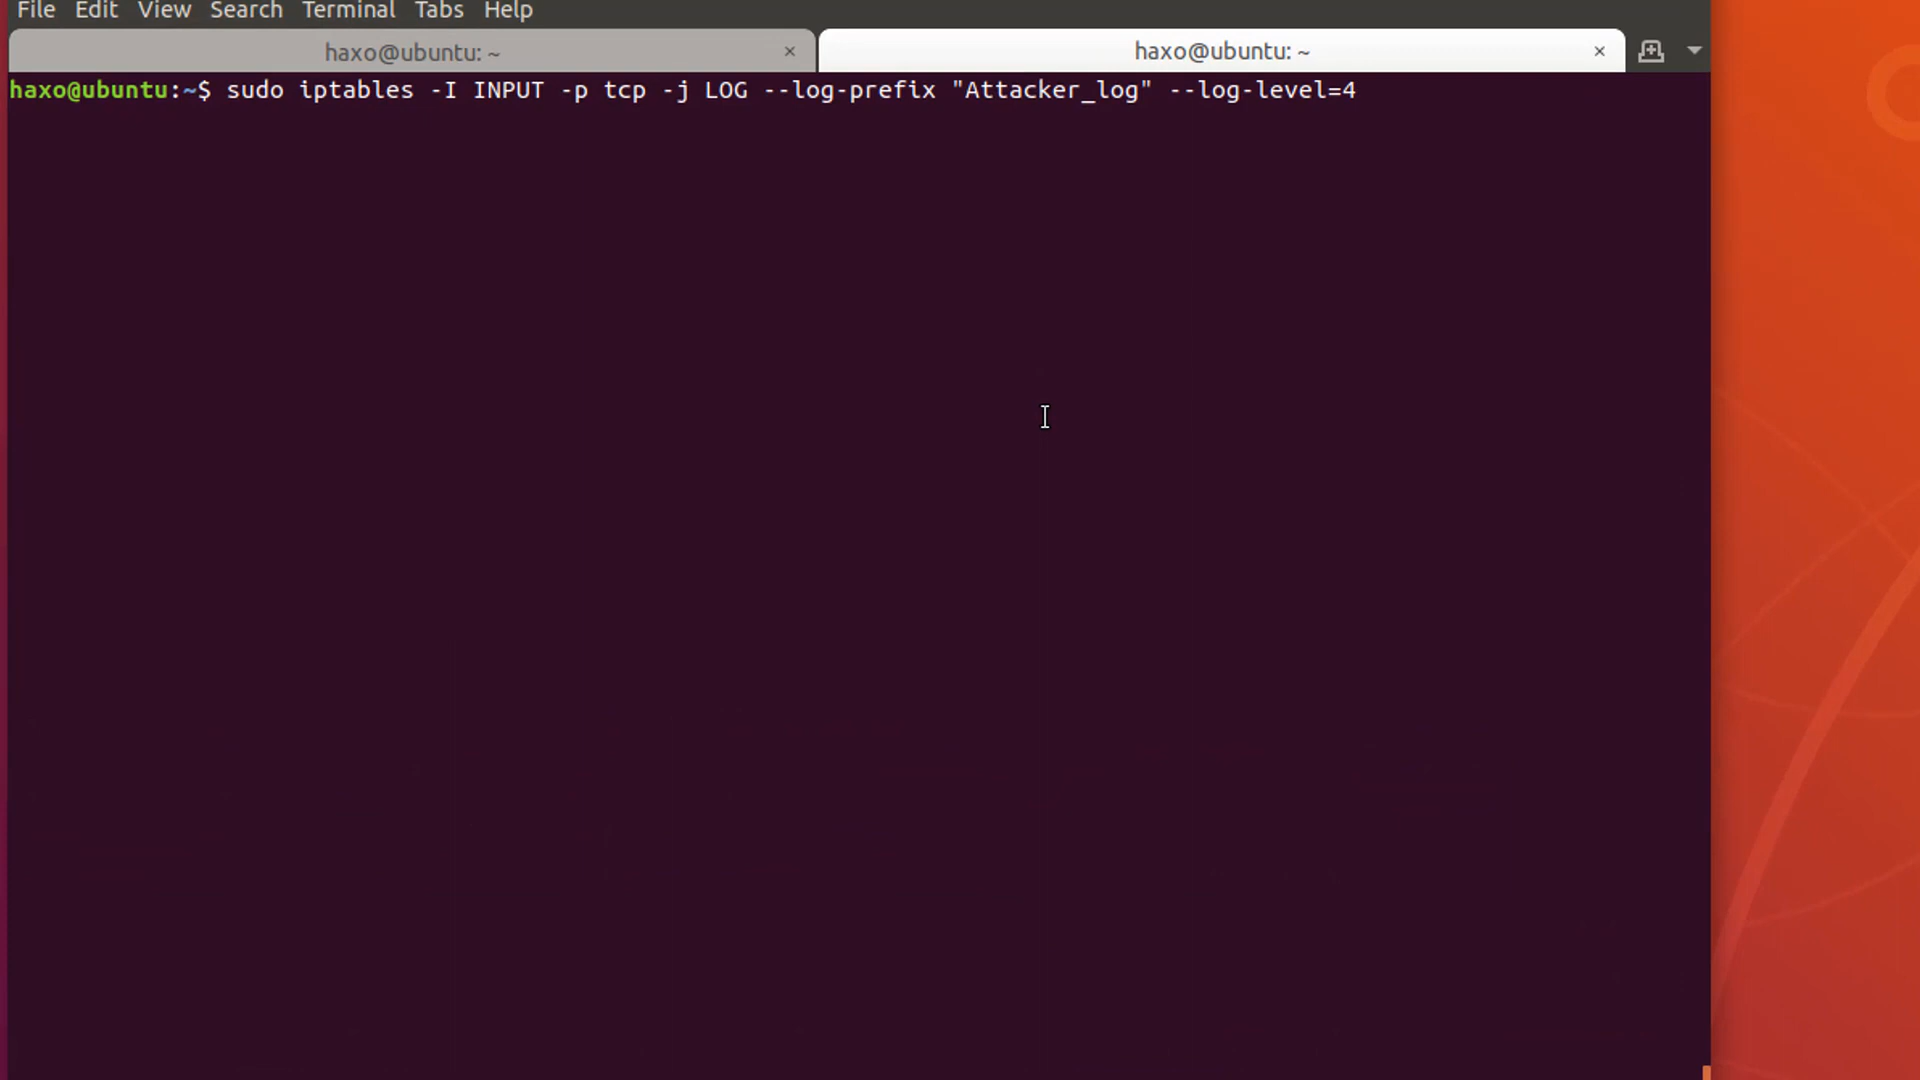 File Edit View Search Terminal Tabs Help
haxo@ubuntu: ~ × haxo@ubuntu: ~ ×
haxo@ubuntu:~$ sudo iptables -I INPUT -p tcp -j LOG --log-prefix "Attacker_log" --log-level=4